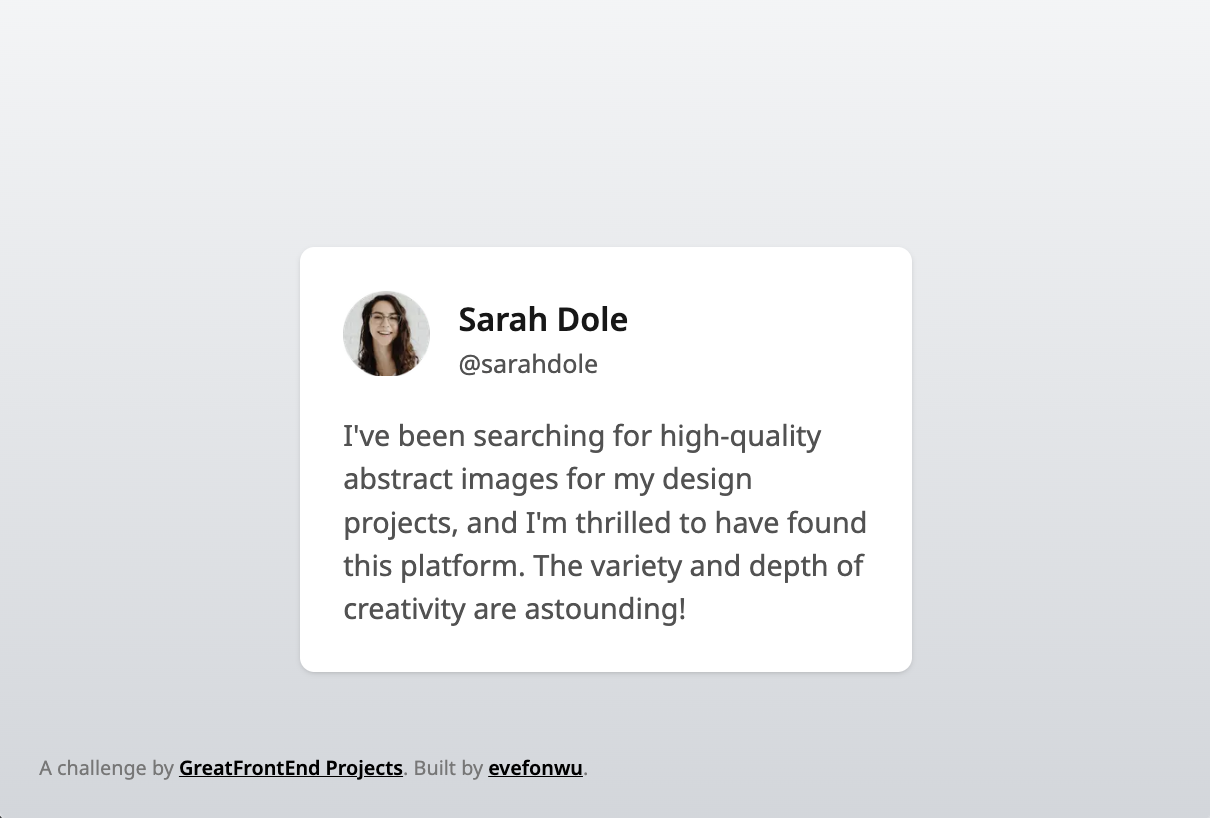 Sarah Dole
@sarahdole
I've been searching for high-quality
abstract images for my design
projects, and I'm thrilled to have found
this platform. The variety and depth of
creativity are astounding!
A challenge by GreatFrontEnd Projects. Built by evefonwu.